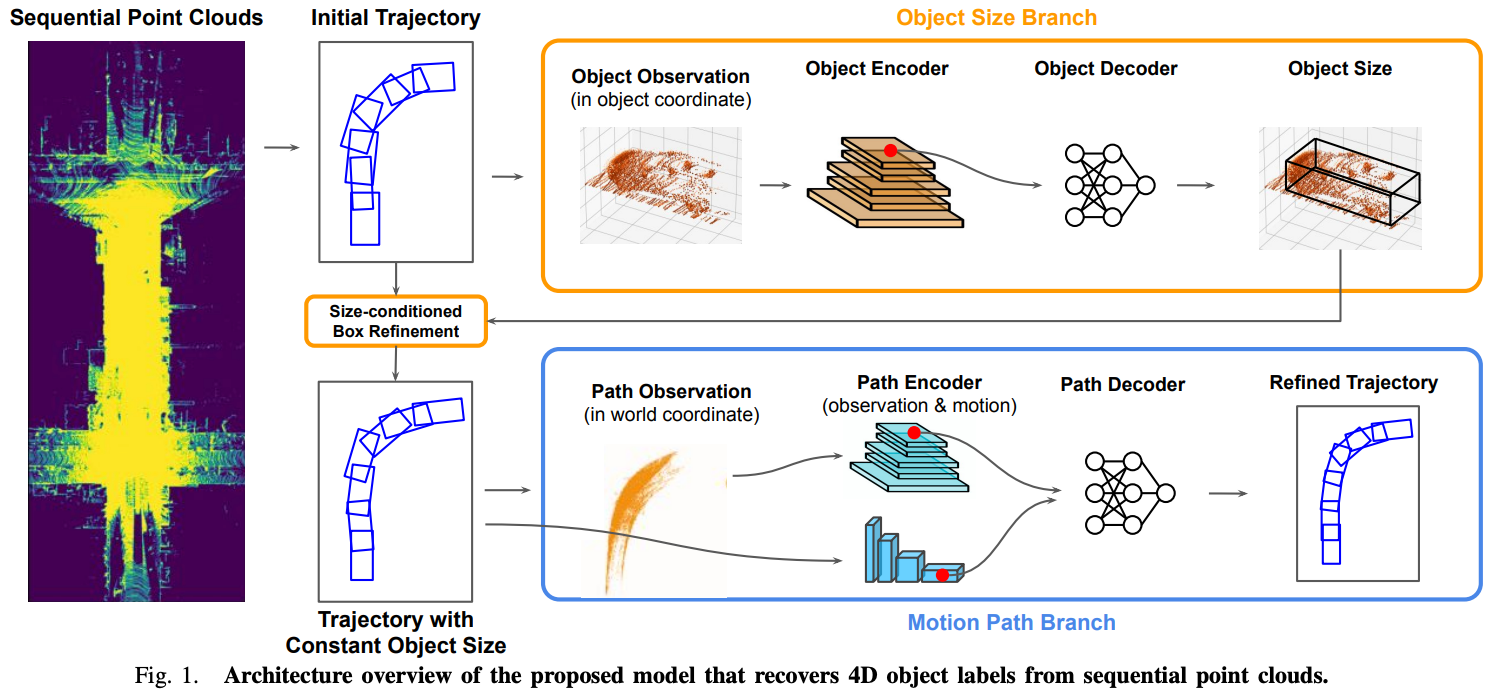 Sequential Point Clouds
Initial Trajectory
Object Size Branch
Object Observation
(in object coordinate)
Object Encoder
Object Decoder
Object Size
Size-conditioned
Box Refinement
Path Observation
(in world coordinate)
Path Encoder
(observation & motion)
Path Decoder
Refined Trajectory
Trajectory with
Constant Object Size
Motion Path Branch
Fig. 1. Architecture overview of the proposed model that recovers 4D object labels from sequential point clouds.